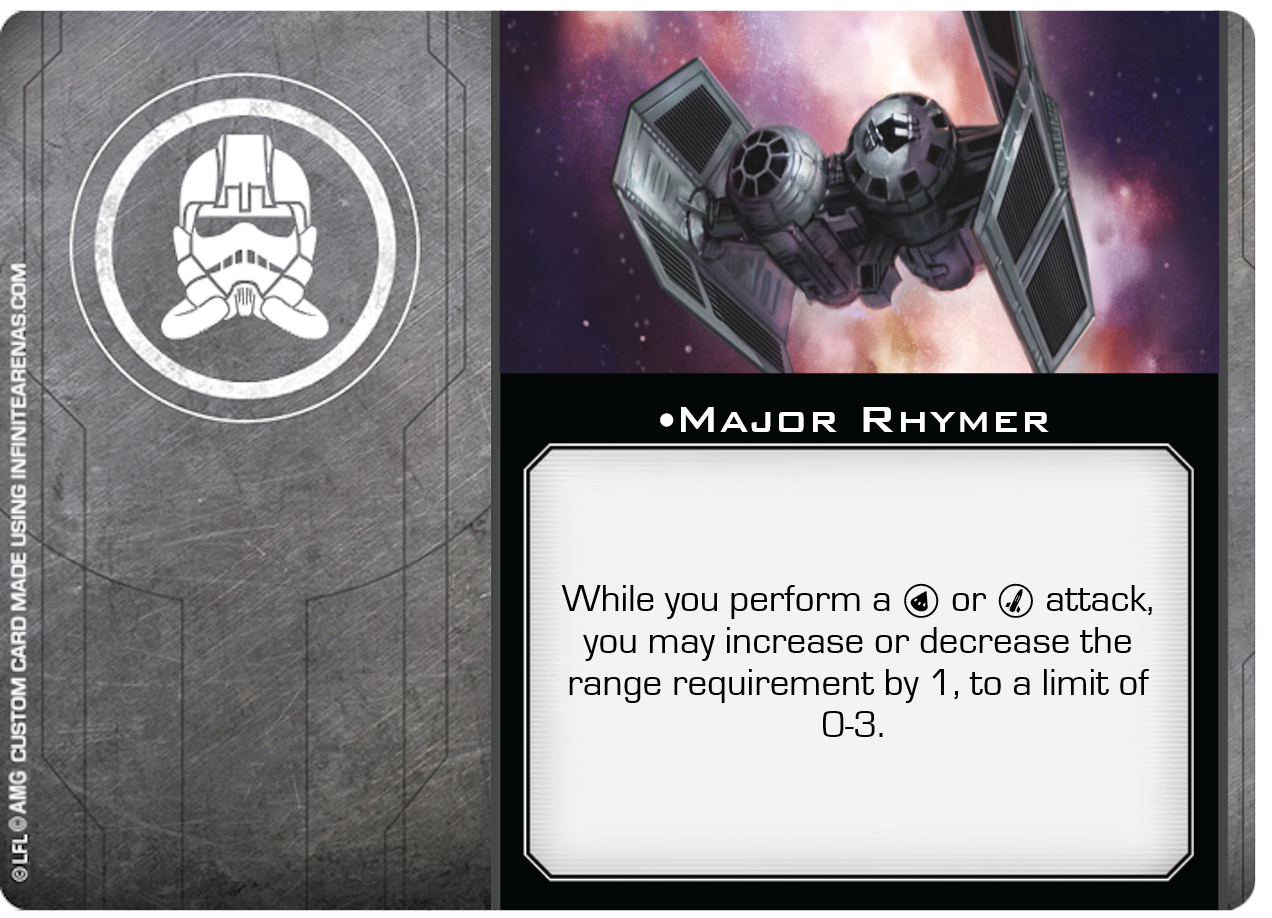 •Major Rhymer
While you perform a or attack,
you may increase or decrease the
range requirement by 1, to a limit of
0-3.
©LFL ©AMG CUSTOM CARD MADE USING INFINITEARENAS.COM